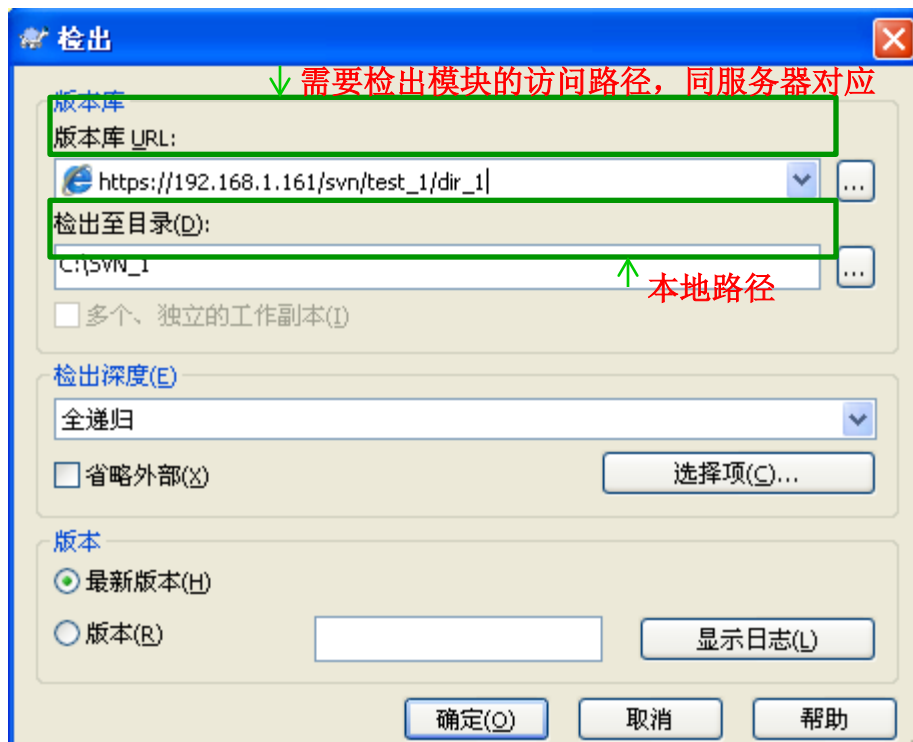 检出
需要检出模块的访问路径，同服务器对应
版本库
版本库 URL:
https://192.168.1.161/svn/test_1/dir_1
...
检出至目录(D):
C:\SVN_1
...
本地路径
多个、独立的工作副本(I)
检出深度(E)
全递归
省略外部(X)
选择项(C)...
版本
最新版本(H)
版本(R)
显示日志(L)
确定(O)
取消
帮助